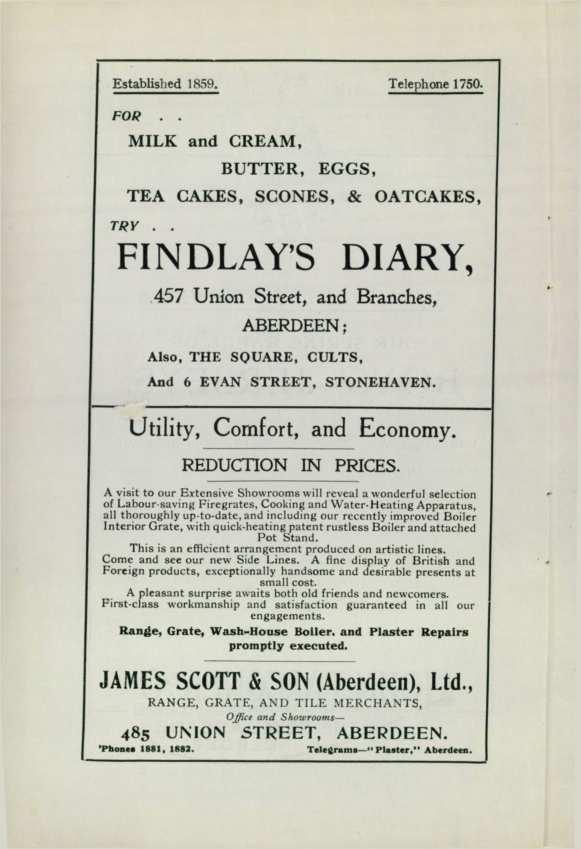 Established 1859. Telephone 1750.
FOR . .
MILK and CREAM,
BUTTER, EGGS,
TEA CAKES, SCONES, & OATCAKES,
TRY . .
FINDLAY'S DIARY,
457 Union Street, and Branches,
ABERDEEN;
Also, THE SQUARE, CULTS,
And 6 EVAN STREET, STONEHAVEN.
Utility, Comfort, and Economy.
REDUCTION IN PRICES.
A visit to our Extensive Showrooms will reveal a wonderful selection
of Labour-saving Firegrates, Cooking and Water-Heating Apparatus,
all thoroughly up-to-date, and including our recently improved Boiler
Interior Grate, with quick-heating patent rustless Boiler and attached
Pot Stand.
This is an efficient arrangement produced on artistic lines.
Come and see our new Side Lines. A fine display of British and
Foreign products, exceptionally handsome and desirable presents at
small cost.
A pleasant surprise awaits both old friends and newcomers.
First-class workmanship and satisfaction guaranteed in all our
engagements.
Range, Grate, Wash-House Boiler, and Plaster Repairs
promptly executed.
JAMES SCOTT & SON (Aberdeen), Ltd.,
RANGE, GRATE, AND TILE MERCHANTS,
Office and Showrooms—
485 UNION STREET, ABERDEEN.
'Phones 1881, 1882. Telegrams—"Plaster," Aberdeen.